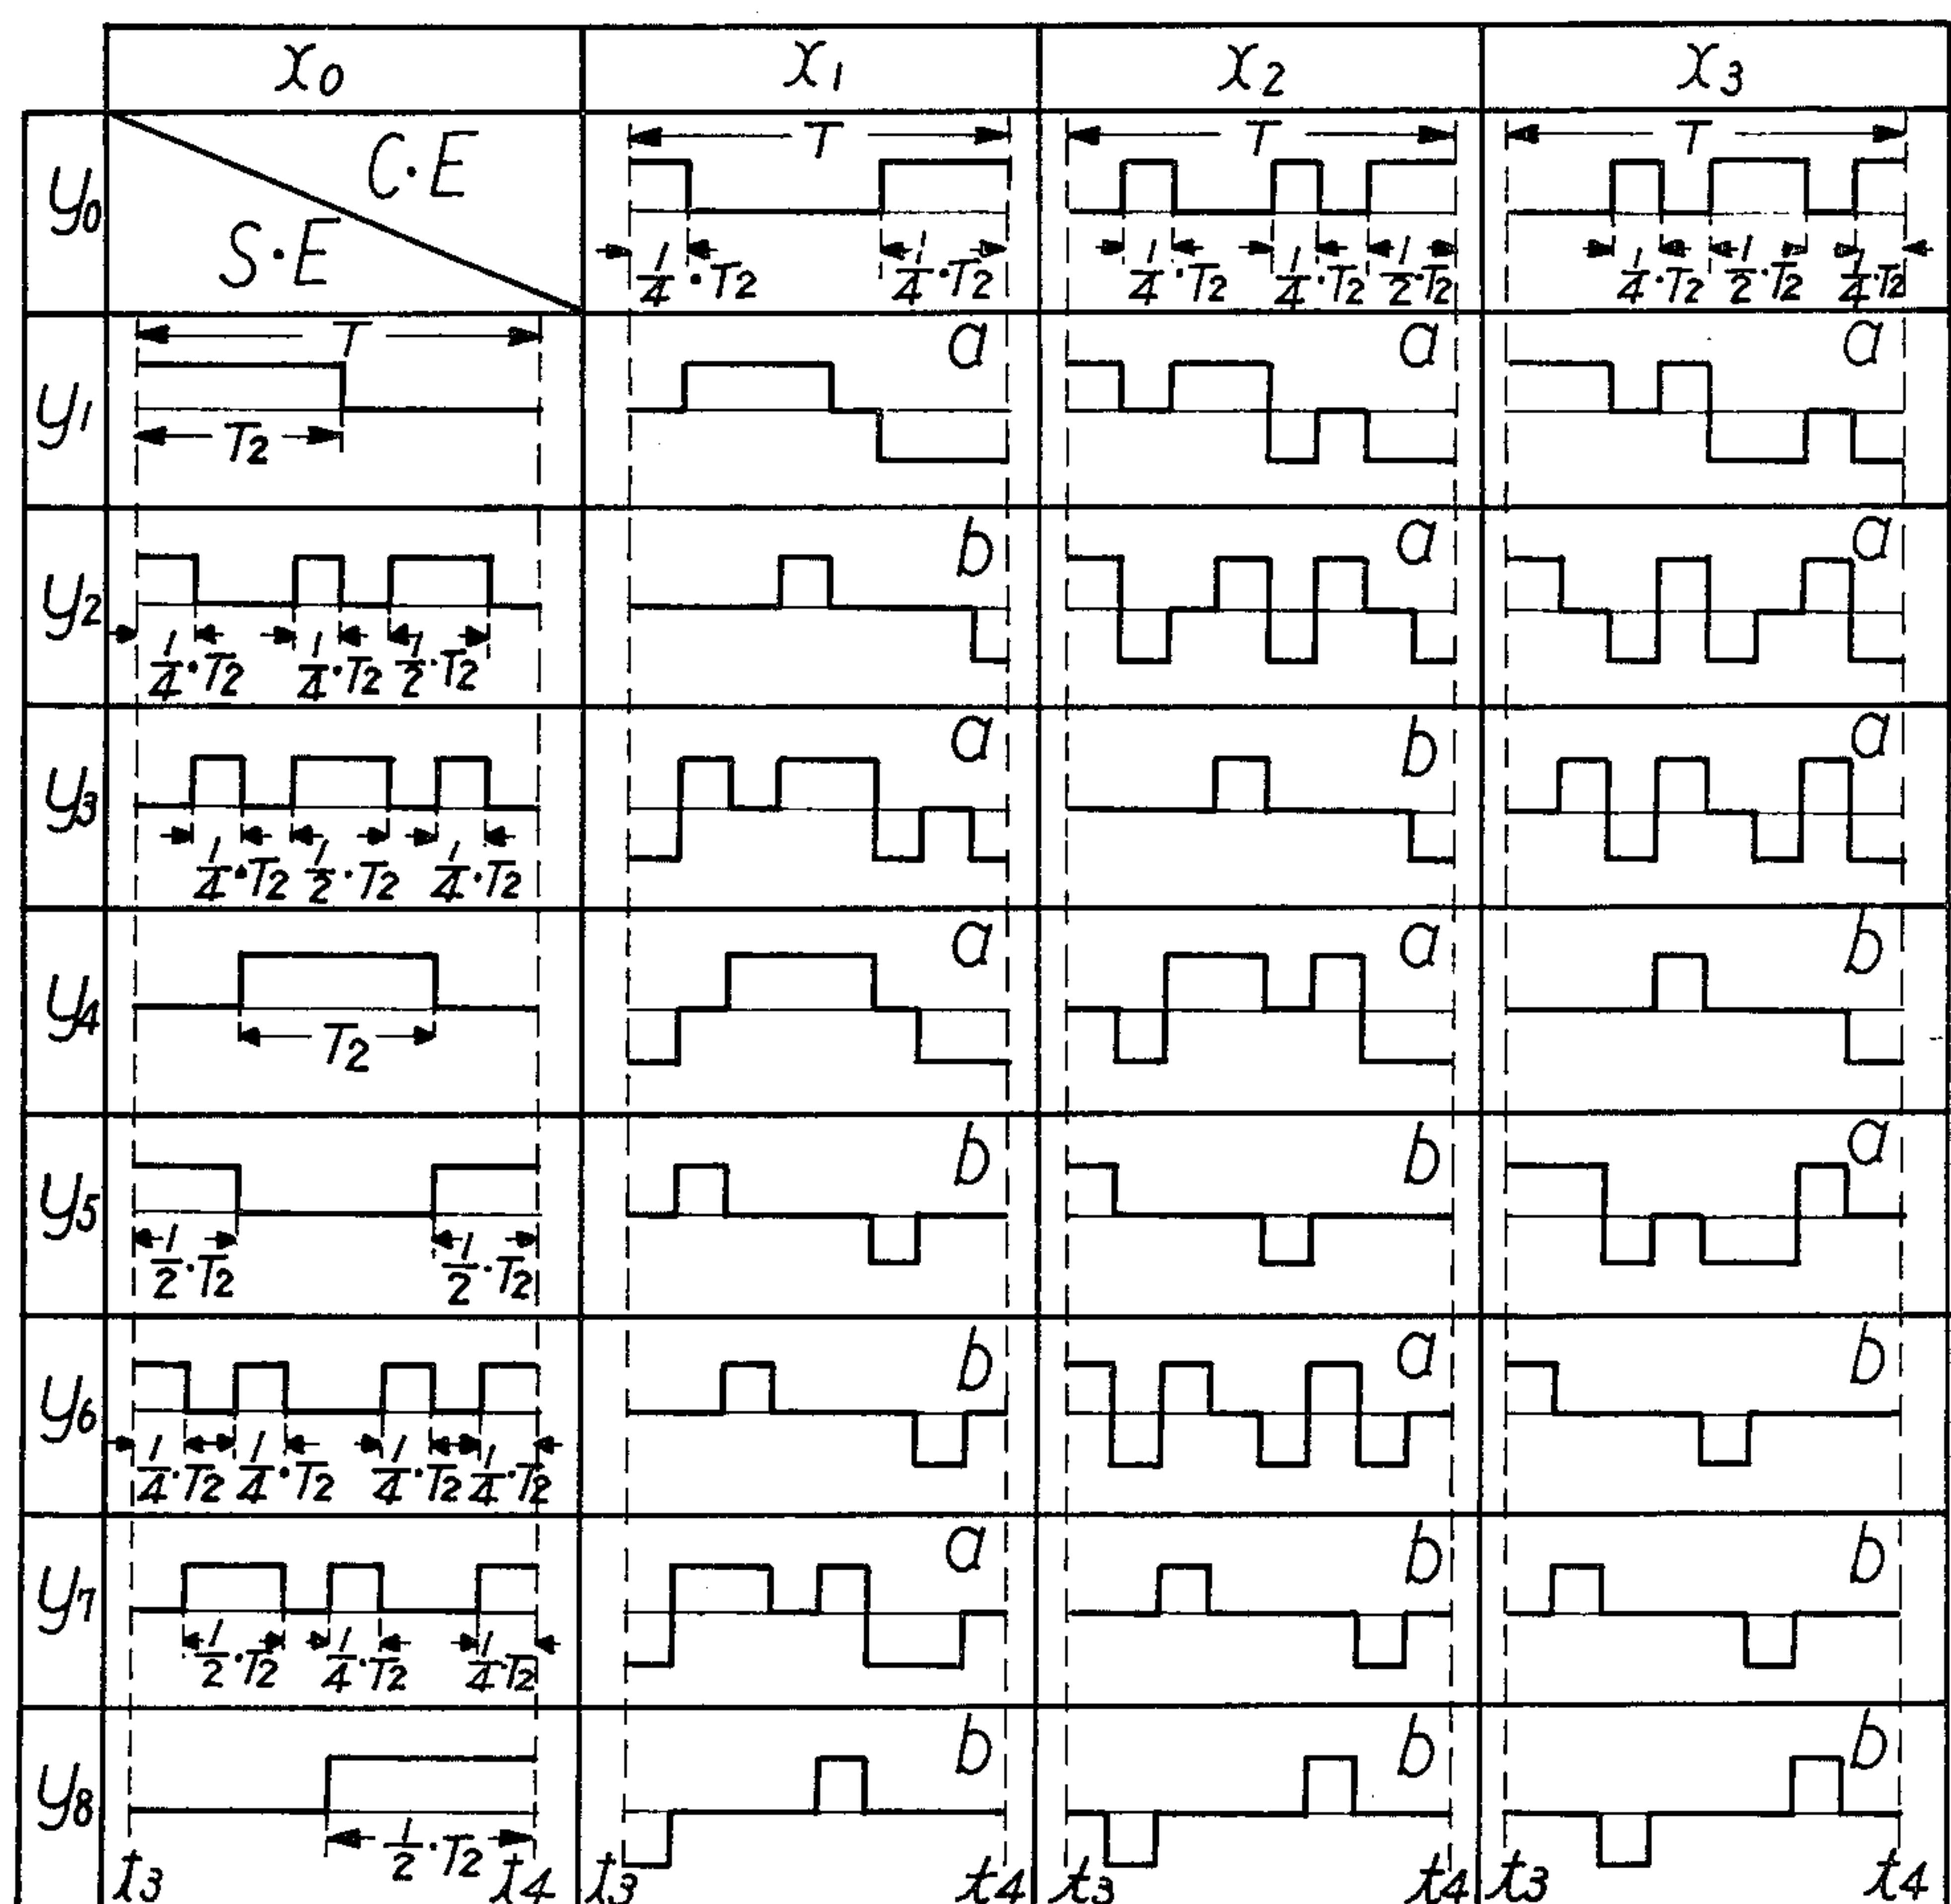 x0 x1 x2 x3
y0 C·E S·E T T T
1/4·T2 1/4·T2 1/4·T2 1/4·T2 1/2·T2 1/4·T2 1/2·T2 1/4·T2
y1 T T2 a a a
y2 b a a
1/4·T2 1/4·T2 1/2·T2
y3 a b a
1/4·T2 1/2·T2 1/4·T2
y4 T2 a a b
y5 b b a
1/2·T2 1/2·T2
y6 b a b
1/4·T2 1/4·T2 1/4·T2 1/4·T2
y7 a b b
1/2·T2 1/4·T2 1/4·T2
y8 b b b
1/2·T2
t3 t4 t3 t4 t3 t4 t3 t4